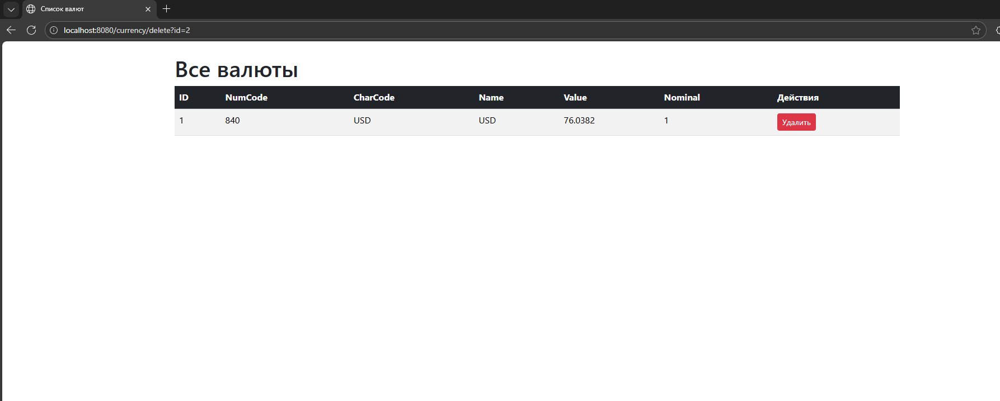 Список валют
localhost:8080/currency/delete?id=2
Все валюты
ID NumCode CharCode Name Value Nominal Действия
1 840 USD USD 76.0382 1 Удалить